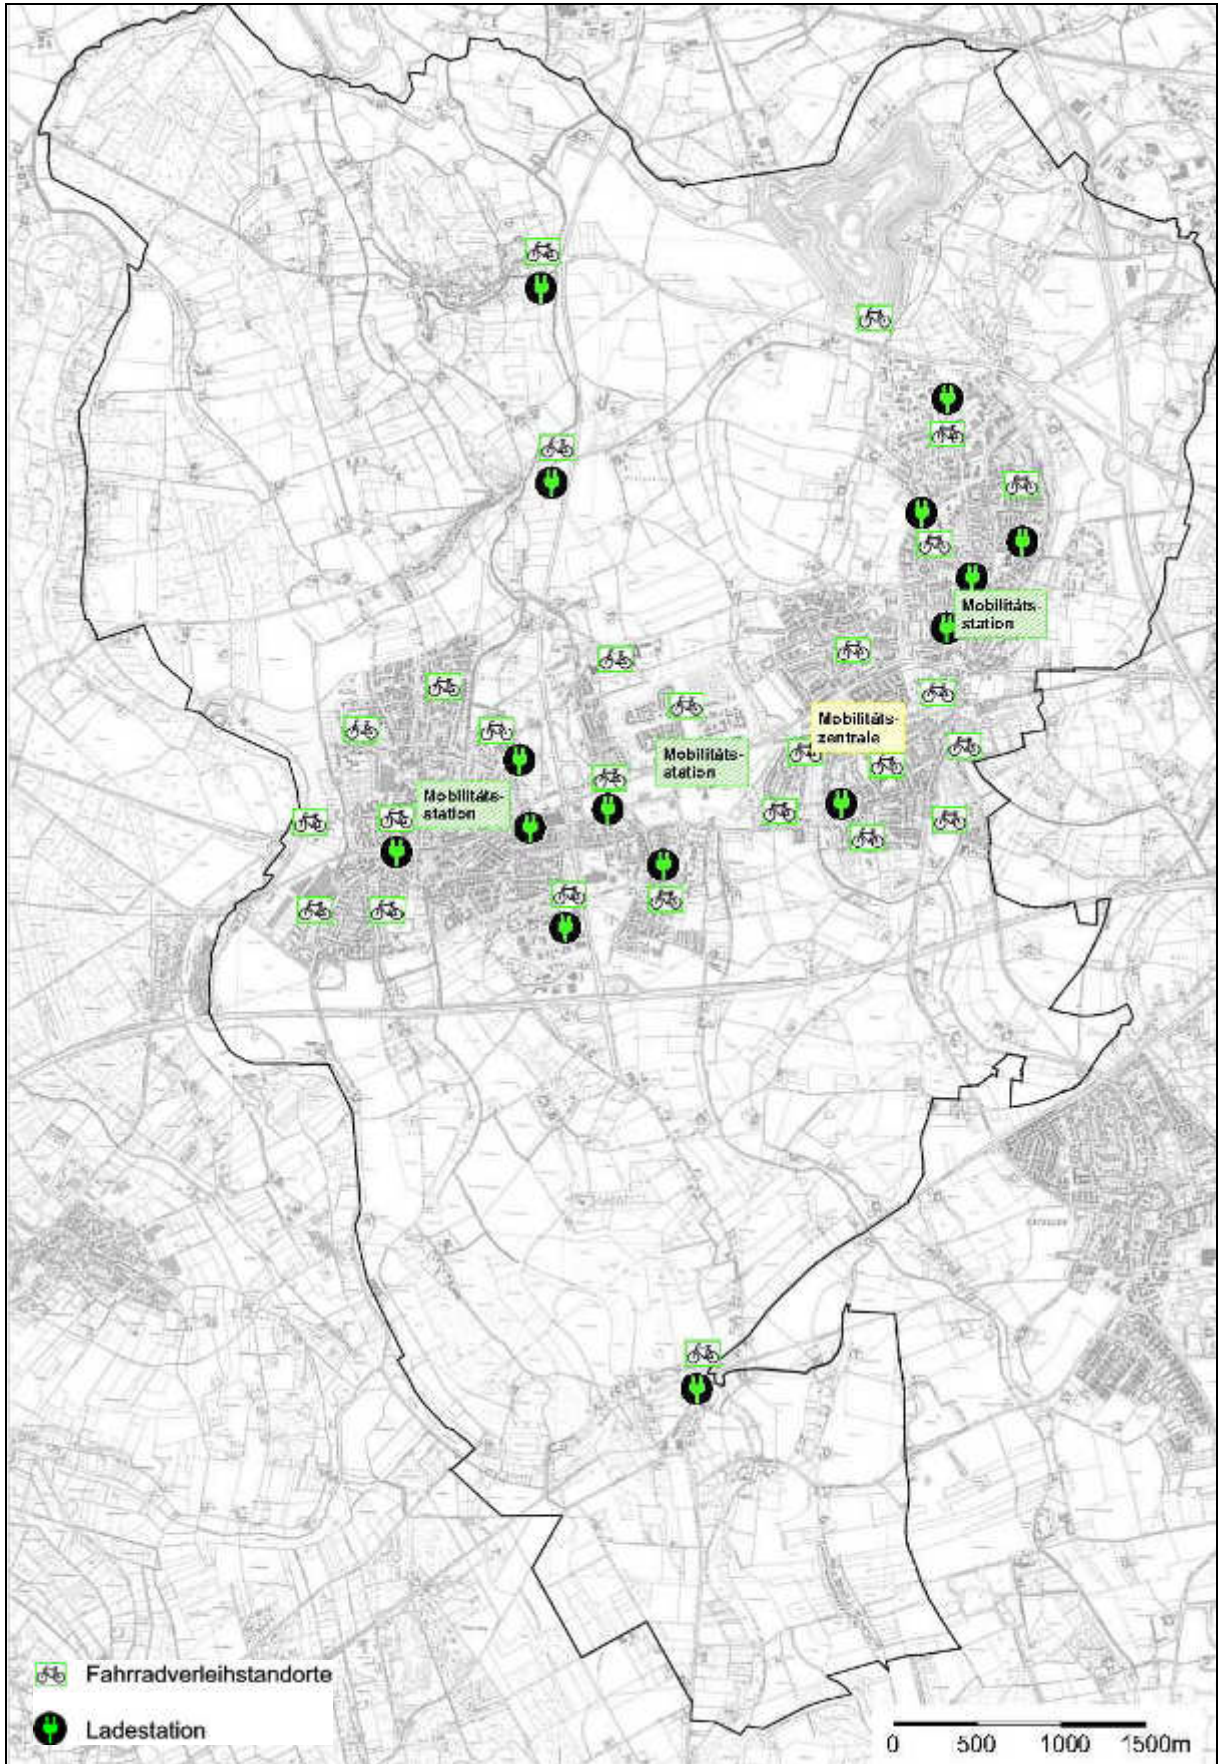 Mobilitäts-
station
Mobilitäts-
zentrale
Mobilitäts-
station
Mobilitäts-
station
Fahrradverleihstandorte
Ladestation
0 500 1000 1500m